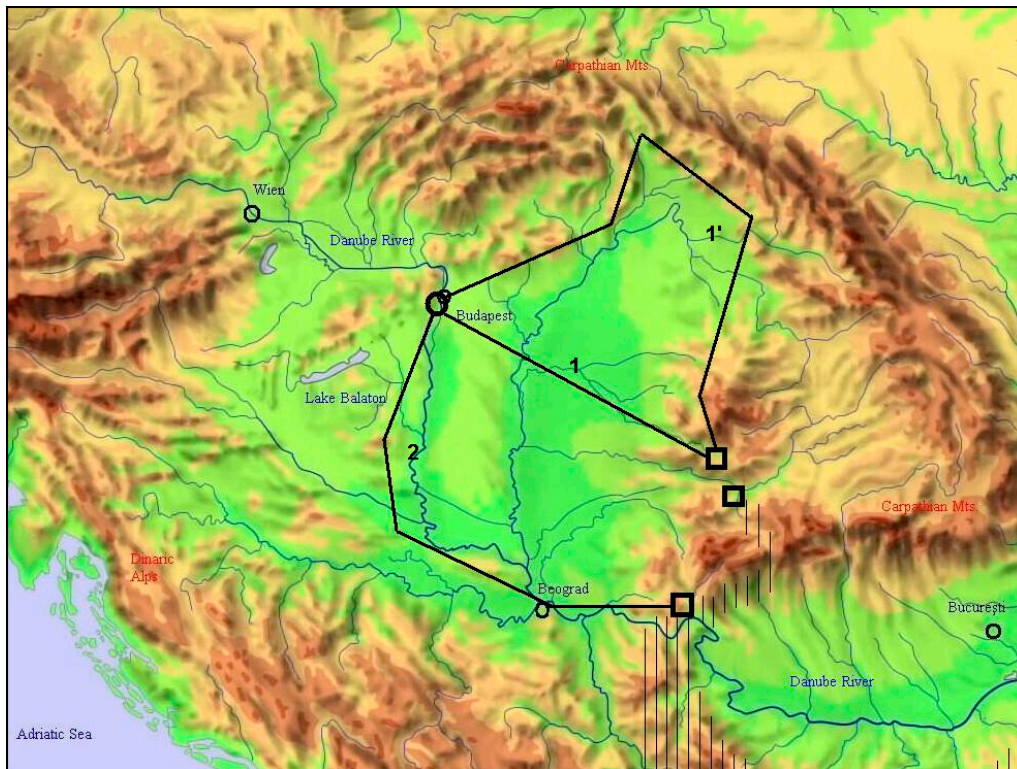 Carpathian Mts.
Wien
1'
Danube River
Budapest
1
Lake Balaton
2
Carpathian Mts.
Dinaric
Alps
Beograd
București
Danube River
Adriatic Sea